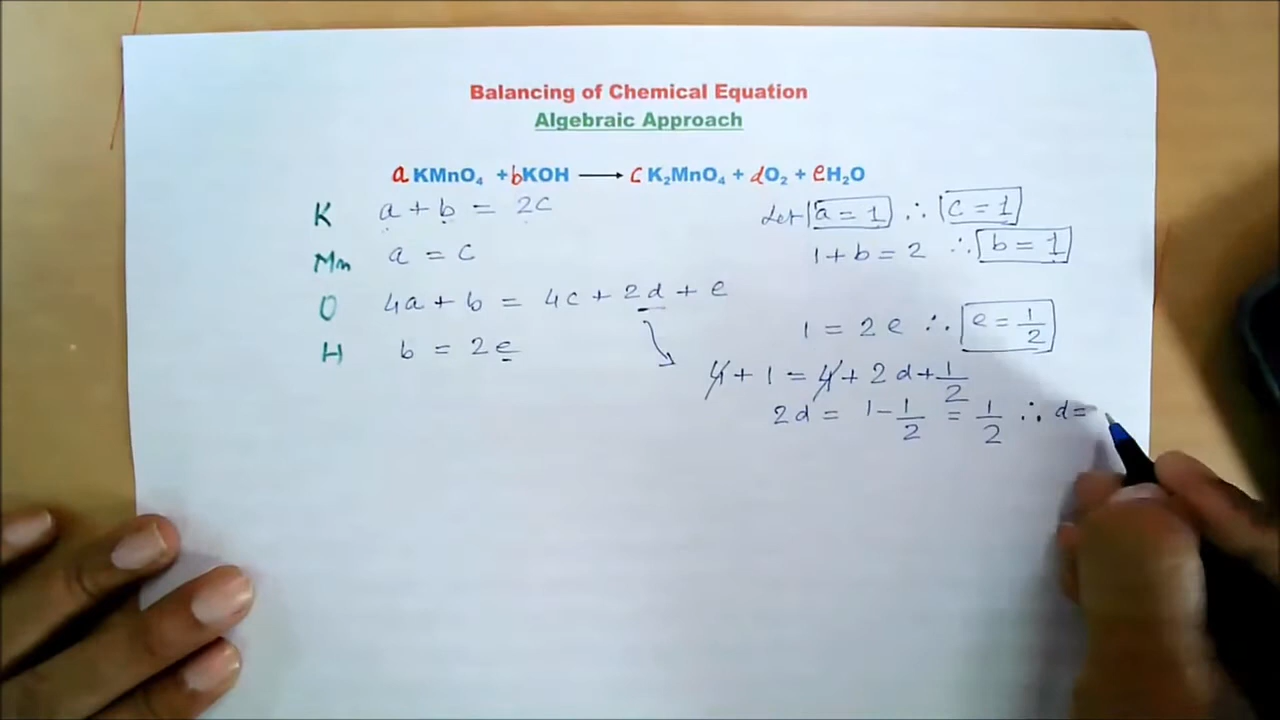 Balancing of Chemical Equation
Algebraic Approach
a KMnO₄ + b KOH ⟶ c K₂MnO₄ + d O₂ + e H₂O
K a + b = 2c
Let a = 1 ∴ c = 1
Mn a = c
1 + b = 2 ∴ b = 1
O 4a + b = 4c + 2d + e
1 = 2e ∴ e = 1/2
H b = 2e
4 + 1 = 4 + 2d + 1/2
2d = 1 - 1/2 = 1/2 ∴ d =